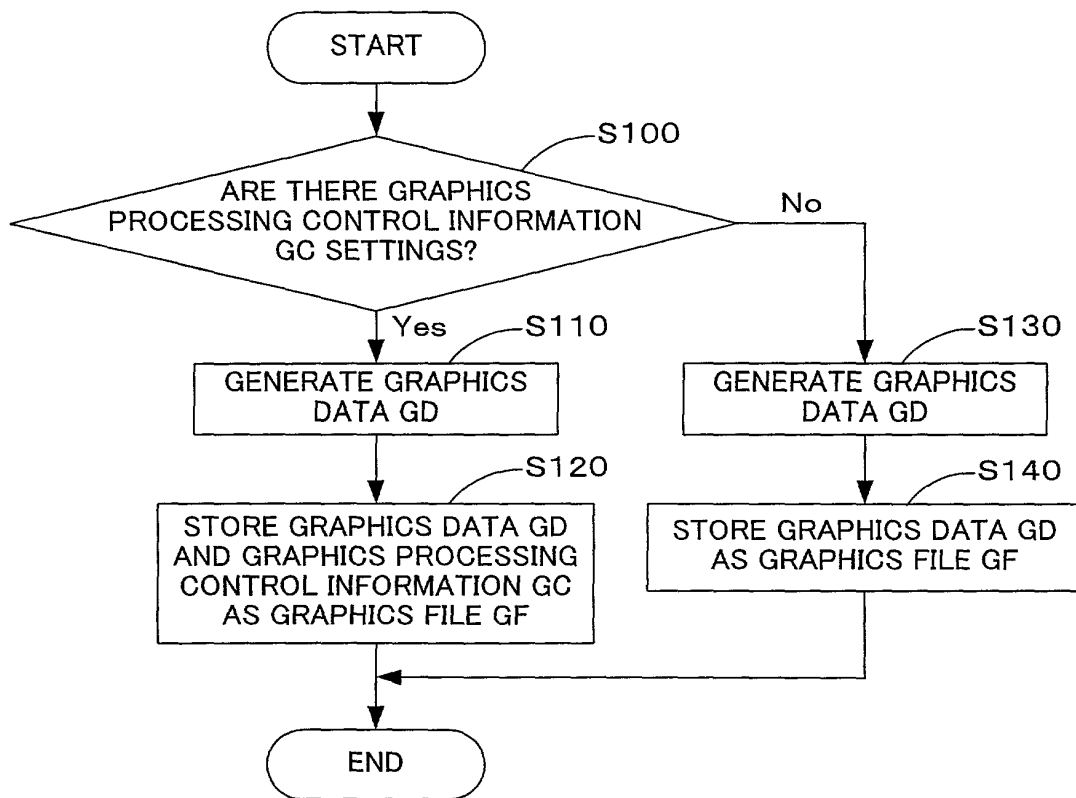 START
S100
ARE THERE GRAPHICS
PROCESSING CONTROL INFORMATION
GC SETTINGS?
No
Yes
S110
GENERATE GRAPHICS
DATA GD
S130
GENERATE GRAPHICS
DATA GD
S120
STORE GRAPHICS DATA GD
AND GRAPHICS PROCESSING
CONTROL INFORMATION GC
AS GRAPHICS FILE GF
S140
STORE GRAPHICS DATA GD
AS GRAPHICS FILE GF
END